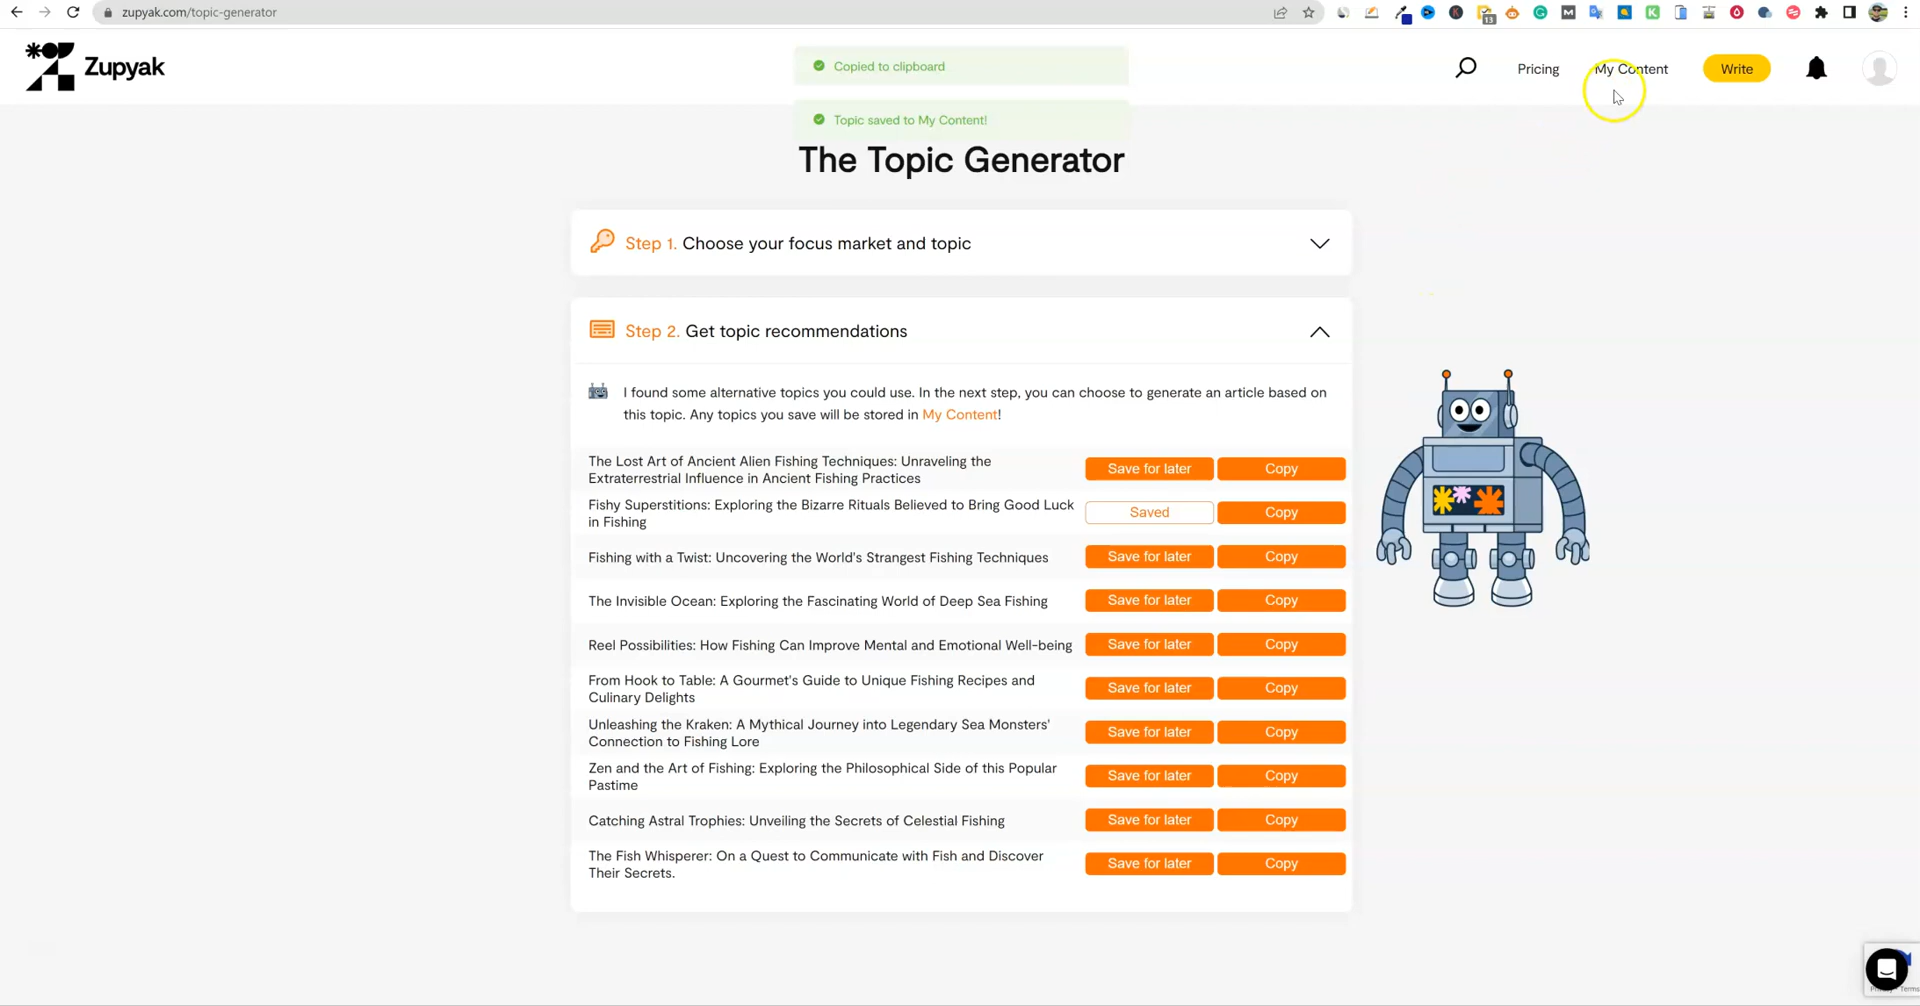 zupyak.com/topic-generator
13
Zupyak
Copied to clipboard
Pricing
My Content
Write
Topic saved to My Content!
The Topic Generator
Step 1. Choose your focus market and topic
Step 2. Get topic recommendations
I found some alternative topics you could use. In the next step, you can choose to generate an article based on
this topic. Any topics you save will be stored in My Content!
The Lost Art of Ancient Alien Fishing Techniques: Unraveling the
Extraterrestrial Influence in Ancient Fishing Practices
Save for later
Copy
Fishy Superstitions: Exploring the Bizarre Rituals Believed to Bring Good Luck
in Fishing
Saved
Copy
Fishing with a Twist: Uncovering the World's Strangest Fishing Techniques
Save for later
Copy
The Invisible Ocean: Exploring the Fascinating World of Deep Sea Fishing
Save for later
Copy
Reel Possibilities: How Fishing Can Improve Mental and Emotional Well-being
Save for later
Copy
From Hook to Table: A Gourmet's Guide to Unique Fishing Recipes and
Culinary Delights
Save for later
Copy
Unleashing the Kraken: A Mythical Journey into Legendary Sea Monsters'
Connection to Fishing Lore
Save for later
Copy
Zen and the Art of Fishing: Exploring the Philosophical Side of this Popular
Pastime
Save for later
Copy
Catching Astral Trophies: Unveiling the Secrets of Celestial Fishing
Save for later
Copy
The Fish Whisperer: On a Quest to Communicate with Fish and Discover
Their Secrets.
Save for later
Copy